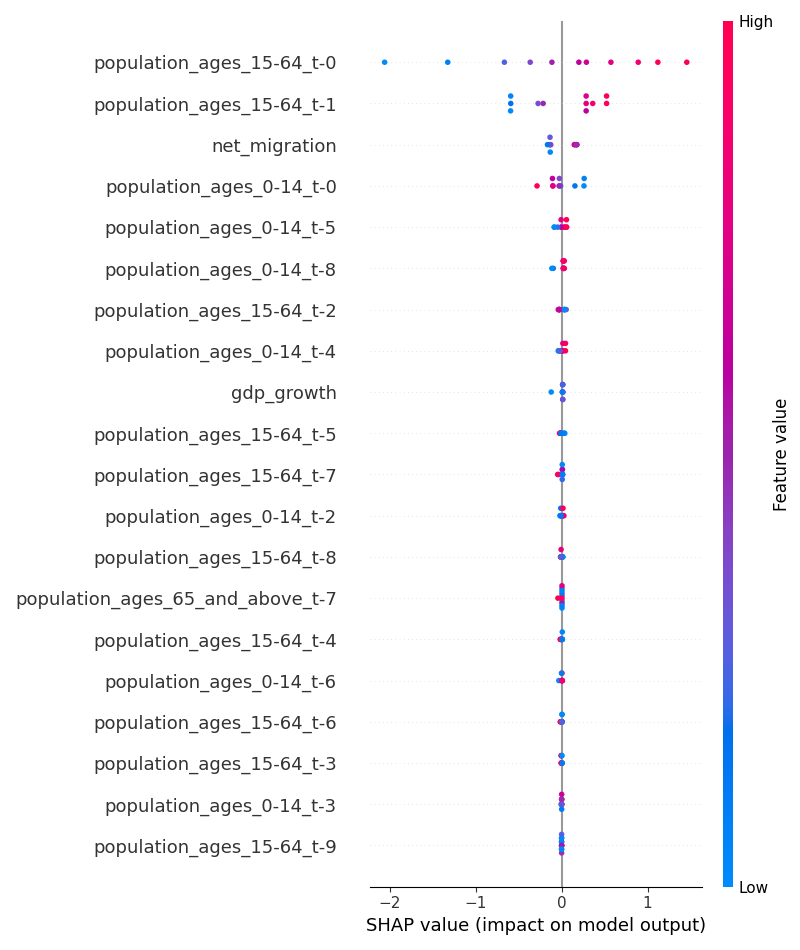 High
population_ages_15-64_t-0
population_ages_15-64_t-1
net_migration
population_ages_0-14_t-0
population_ages_0-14_t-5
population_ages_0-14_t-8
population_ages_15-64_t-2
population_ages_0-14_t-4
gdp_growth
population_ages_15-64_t-5
population_ages_15-64_t-7
population_ages_0-14_t-2
population_ages_15-64_t-8
population_ages_65_and_above_t-7
population_ages_15-64_t-4
population_ages_0-14_t-6
population_ages_15-64_t-6
population_ages_15-64_t-3
population_ages_0-14_t-3
population_ages_15-64_t-9
Feature value
Low
−2 −1 0 1
SHAP value (impact on model output)